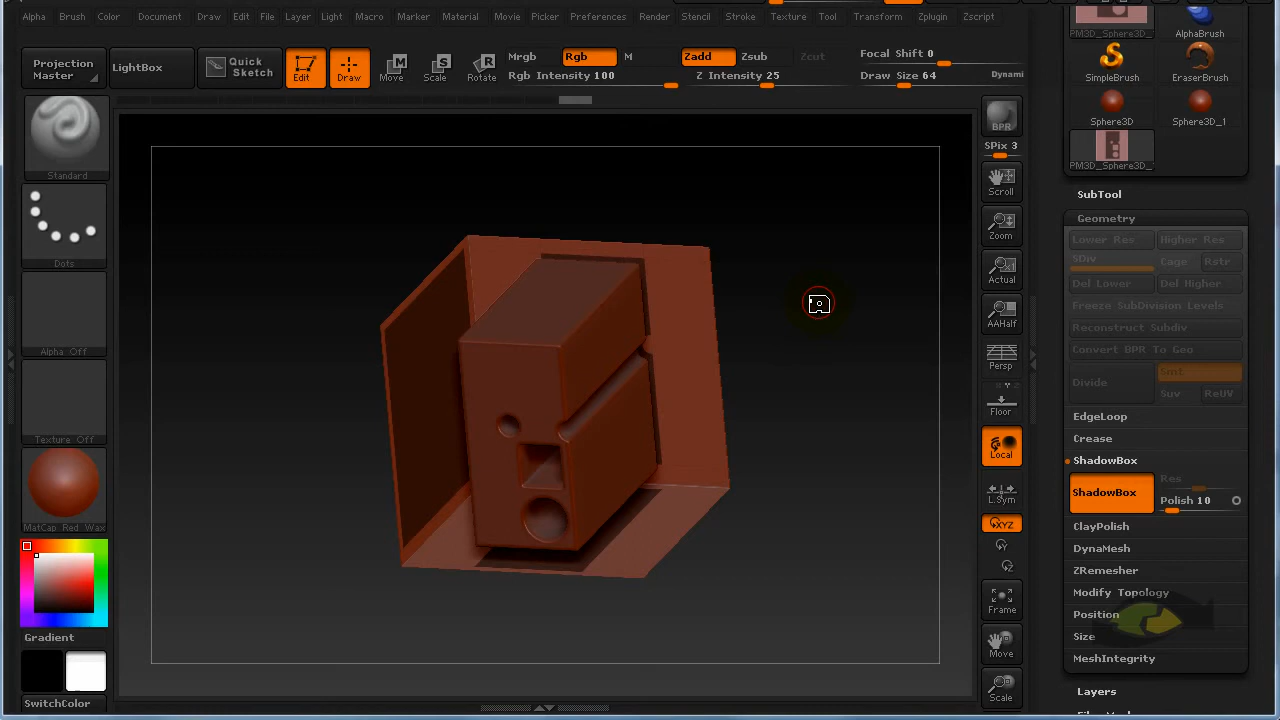 Alpha Brush Color Document Draw Edit File Layer Light Macro Marker Material Movie Picker Preferences Render Stencil Stroke Texture Tool Transform Zplugin Zscript
Projection
Master
LightBox
Quick
Sketch
Edit
Draw
Move
Scale
Rotate
Mrgb
Rgb
M
Rgb Intensity 100
Zadd
Zsub
Zcut
Z Intensity 25
Focal Shift 0
Draw Size 64
Dynami
Standard
Dots
Alpha Off
Texture Off
MatCap Red Wax
Gradient
SwitchColor
BPR
SPix 3
Scroll
Zoom
Actual
AAHalf
Persp
Floor
Local
L.Sym
XYZ
Y
Z
Frame
Move
Scale
PM3D_Sphere3D_
AlphaBrush
SimpleBrush
EraserBrush
Sphere3D
Sphere3D_1
PM3D_Sphere3D_
SubTool
Geometry
Lower Res
Higher Res
SDiv
Cage
Rstr
Del Lower
Del Higher
Freeze SubDivision Levels
Reconstruct Subdiv
Convert BPR To Geo
Divide
Smt
Suv
ReUV
EdgeLoop
Crease
ShadowBox
ShadowBox
Res
Polish 10
ClayPolish
DynaMesh
ZRemesher
Modify Topology
Position
Size
MeshIntegrity
Layers